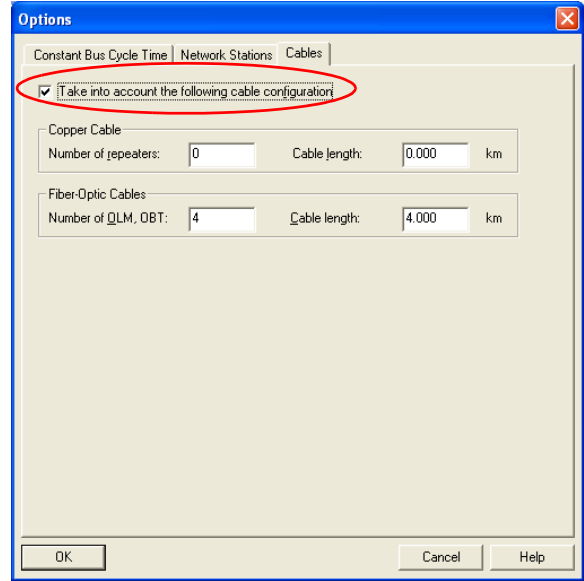 Options
Constant Bus Cycle Time Network Stations Cables
Take into account the following cable configuration
Copper Cable
Number of repeaters: 0 Cable length: 0.000 km
Fiber-Optic Cables
Number of OLM, OBT: 4 Cable length: 4.000 km
OK Cancel Help